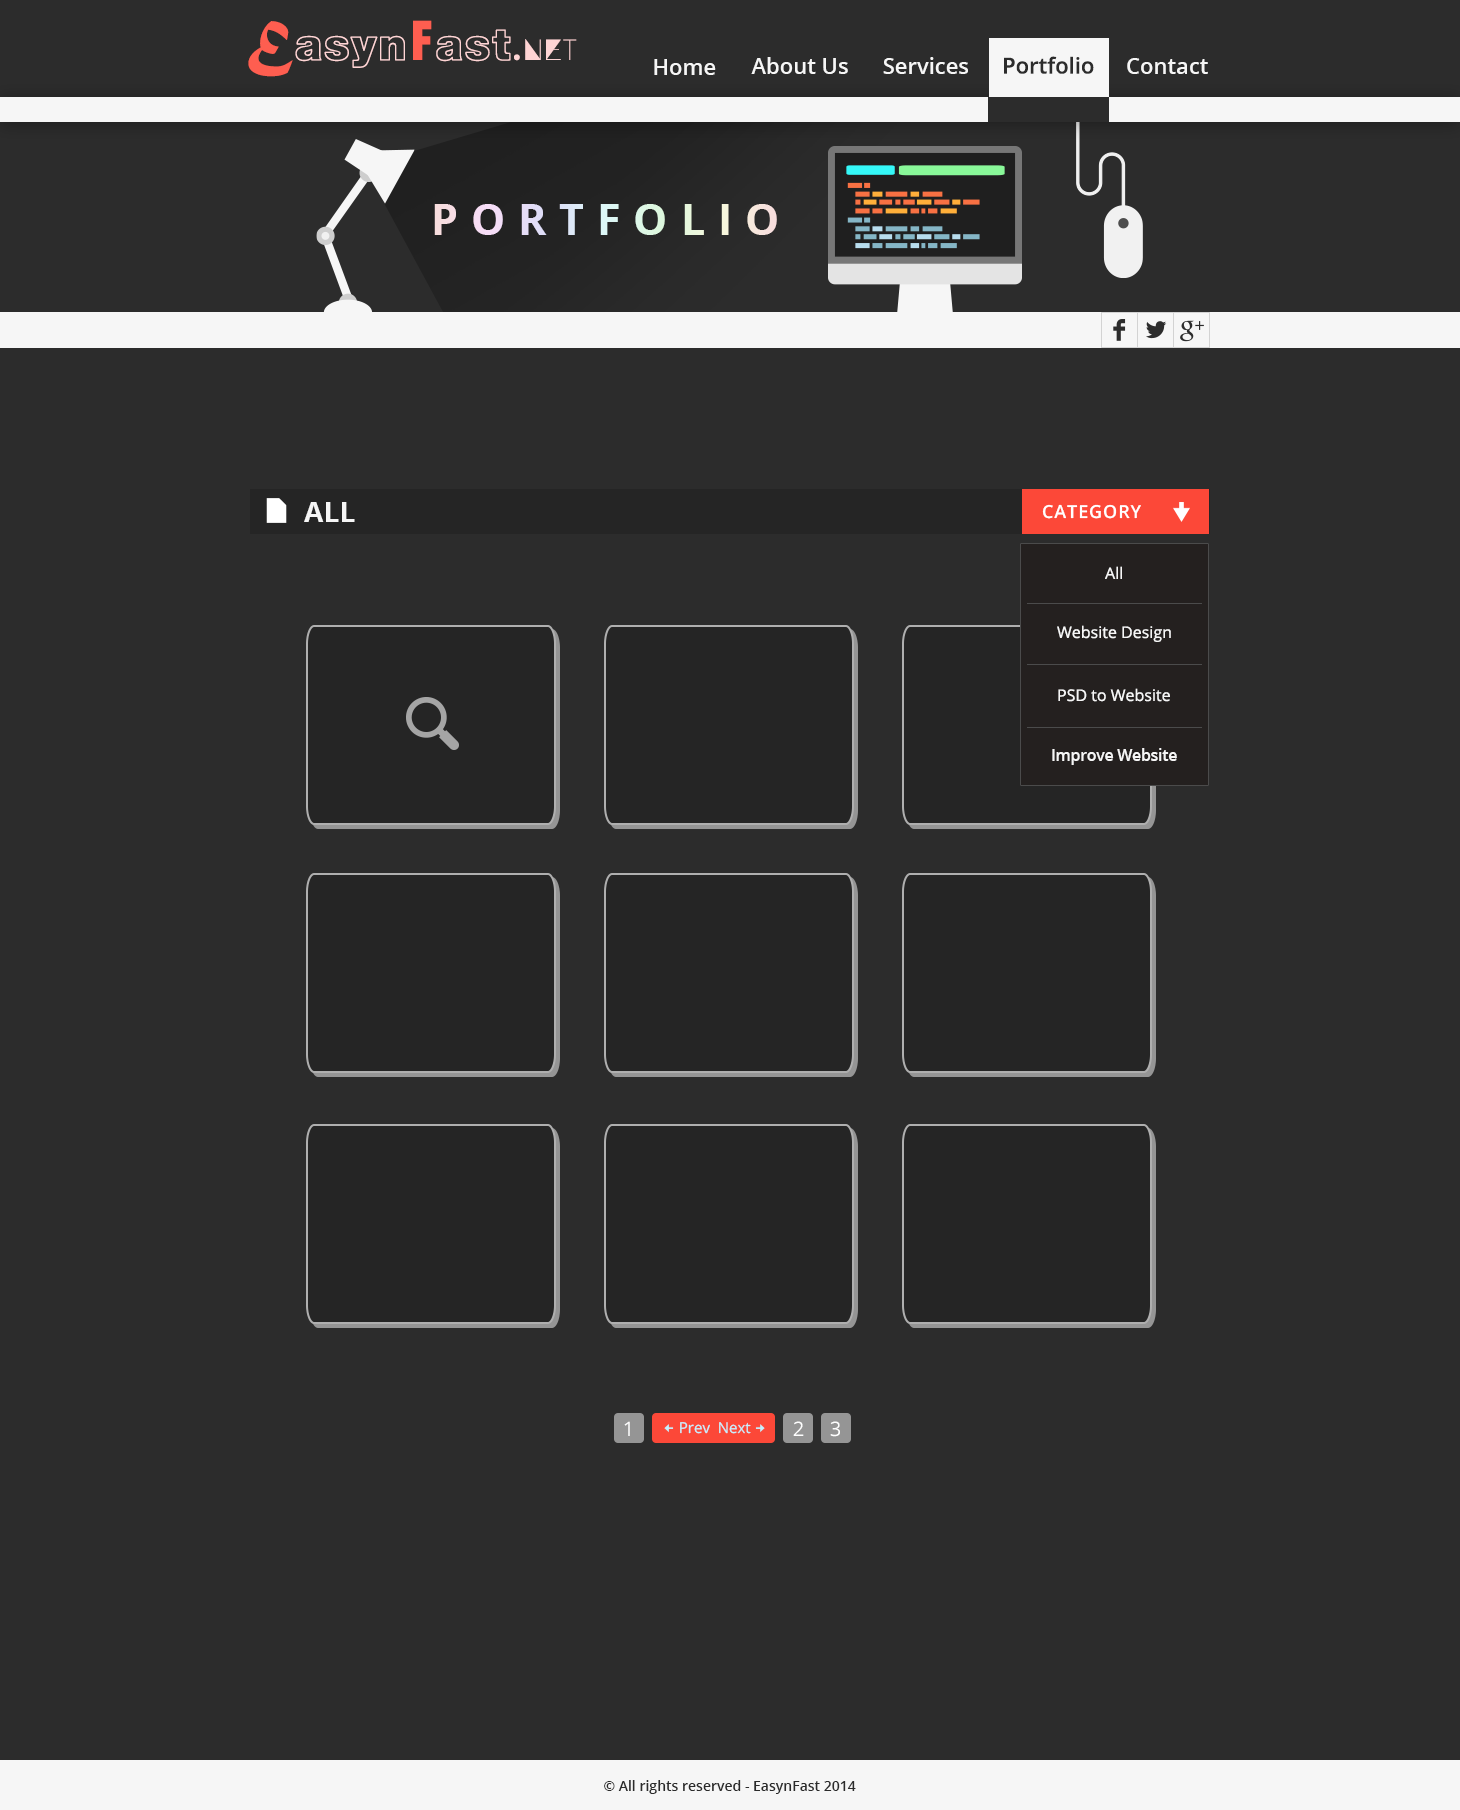 EasynFast.NET
Home About Us Services Portfolio Contact
PORTFOLIO
f g+
ALL
CATEGORY
All
Website Design
PSD to Website
Improve Website
1 Prev Next 2 3
© All rights reserved - EasynFast 2014